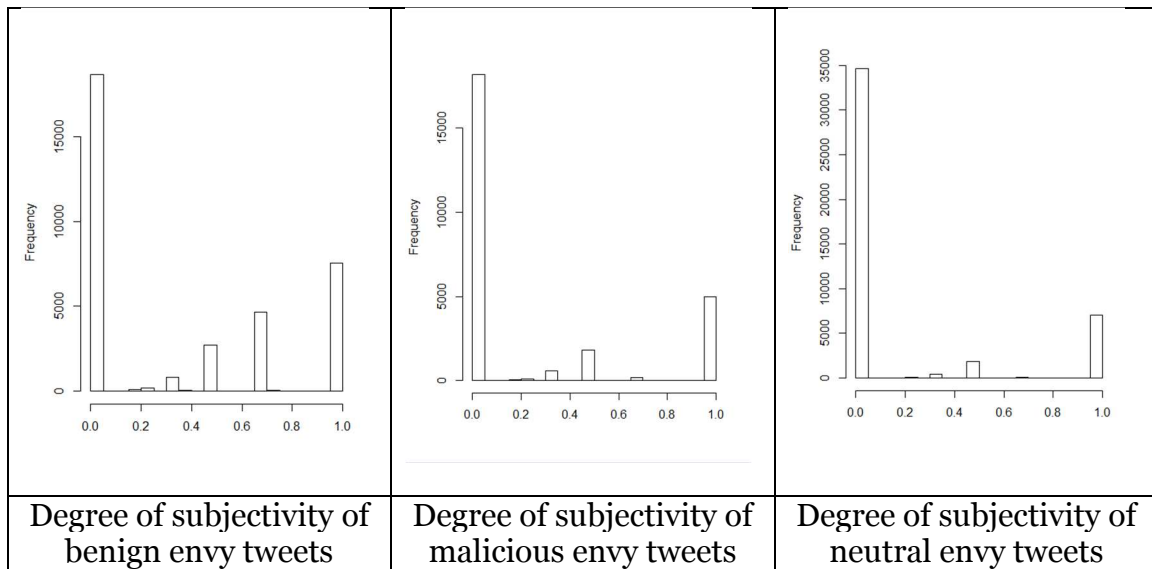 Frequency
15000
10000
5000
0
0.0 0.2 0.4 0.6 0.8 1.0
Degree of subjectivity of
benign envy tweets
Frequency
15000
10000
5000
0
0.0 0.2 0.4 0.6 0.8 1.0
Degree of subjectivity of
malicious envy tweets
Frequency
35000
30000
25000
20000
15000
10000
5000
0
0.0 0.2 0.4 0.6 0.8 1.0
Degree of subjectivity of
neutral envy tweets